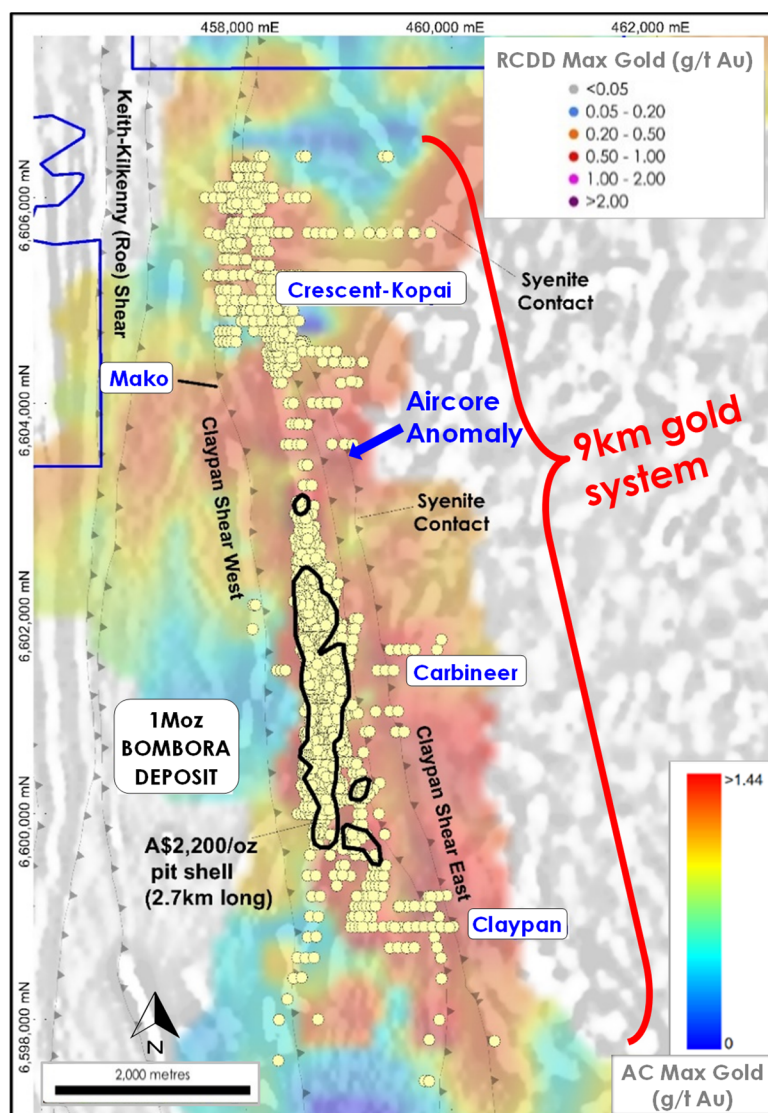 458,000 mE
460,000 mE
462,000 mE
RCDD Max Gold (g/t Au)
<0.05
0.05 - 0.20
0.20 - 0.50
0.50 - 1.00
1.00 - 2.00
>2.00
Keith-Kilkenny (Roe) Shear
6,606,000 mN
Syenite
Contact
Crescent-Kopai
Mako
Aircore
Anomaly
9km gold
system
6,604,000 mN
Claypan Shear West
Syenite
Contact
6,602,000 mN
Carbineer
1Moz
BOMBORA
DEPOSIT
Claypan Shear East
>1.44
6,600,000 mN
A$2,200/oz
pit shell
(2.7km long)
Claypan
6,598,000 mN
N
0
2,000 metres
AC Max Gold
(g/t Au)